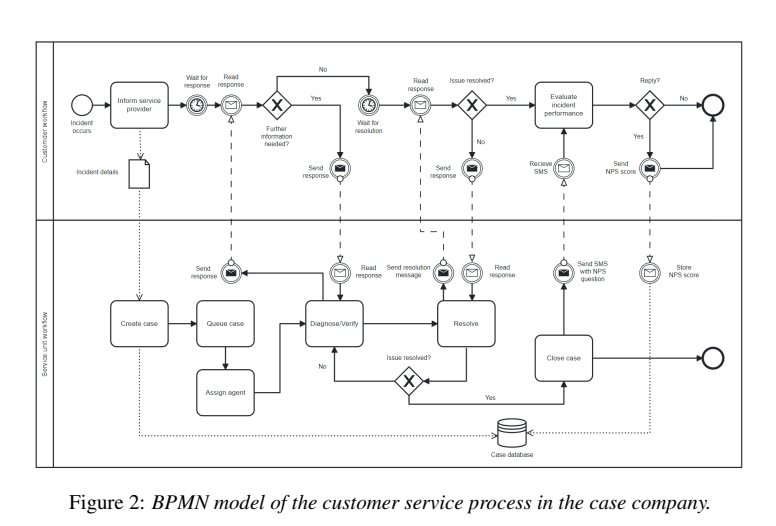 Customder workflow
Incident
occurs
Inform service
provider
Wait for
response
Read
response
Further
information
needed?
No
Yes
Send
response
Wait for
resolution
Read
response
Issue resolved?
Yes
No
Send
response
Evaluate
incident
performance
Recieve
SMS
Reply?
No
Yes
Send
NPS score
Incident details
Service unit workflow
Send
response
Read
response
Send resolution
message
Read
response
Send SMS
with NPS
question
Store
NPS score
Create case
Queue case
Assign agent
Diagnose/Verify
Resolve
Issue resolved?
No
Yes
Close case
Case database
Figure 2: BPMN model of the customer service process in the case company.